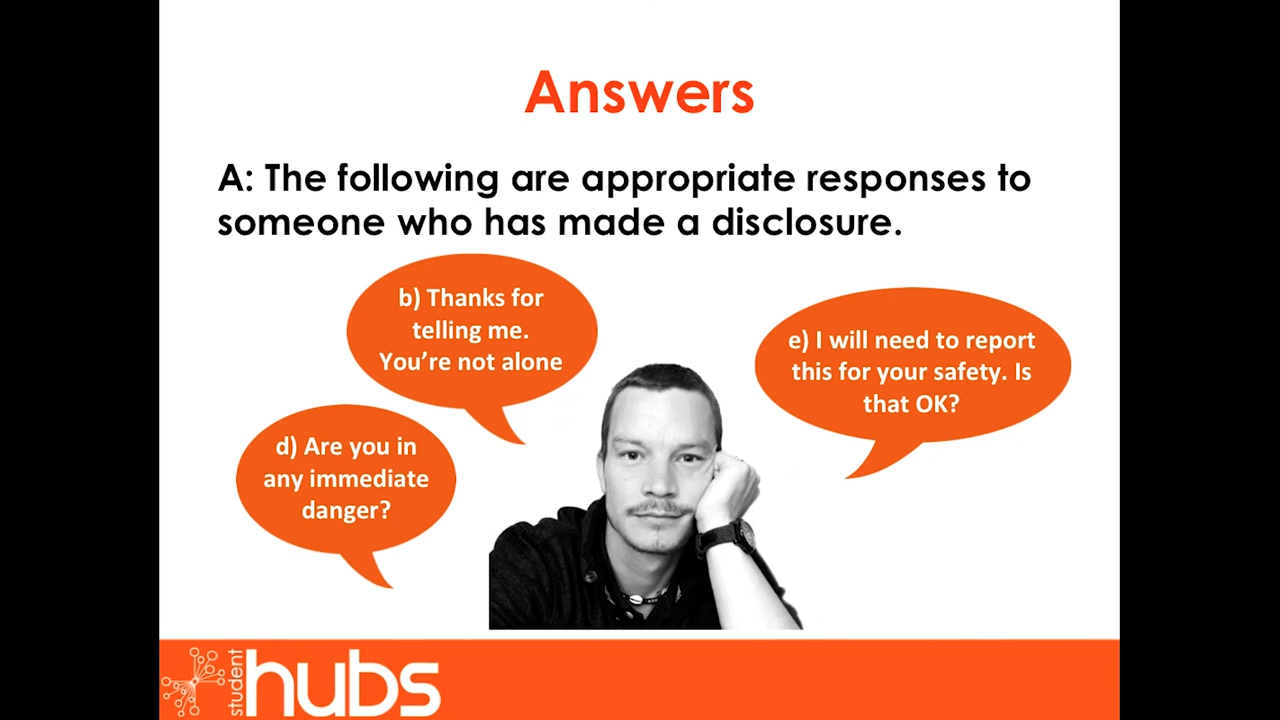 Answers
A: The following are appropriate responses to
someone who has made a disclosure.
b) Thanks for
telling me.
You’re not alone
e) I will need to report
this for your safety. Is
that OK?
d) Are you in
any immediate
danger?
student
hubs